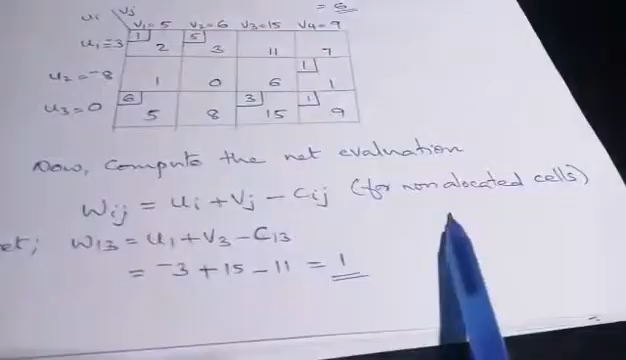 = 6
ui vj v1=5 v2=6 v3=15 v4=9
u1=-3 1 2 5 3 11 7
u2=-8 1 0 6 1 1
u3=0 6 5 8 3 15 1 9
Now, compute the net evaluation
Wij = ui + vj - cij (for non alocated cells)
et; W13 = u1 + v3 - C13
= -3 + 15 - 11 = 1